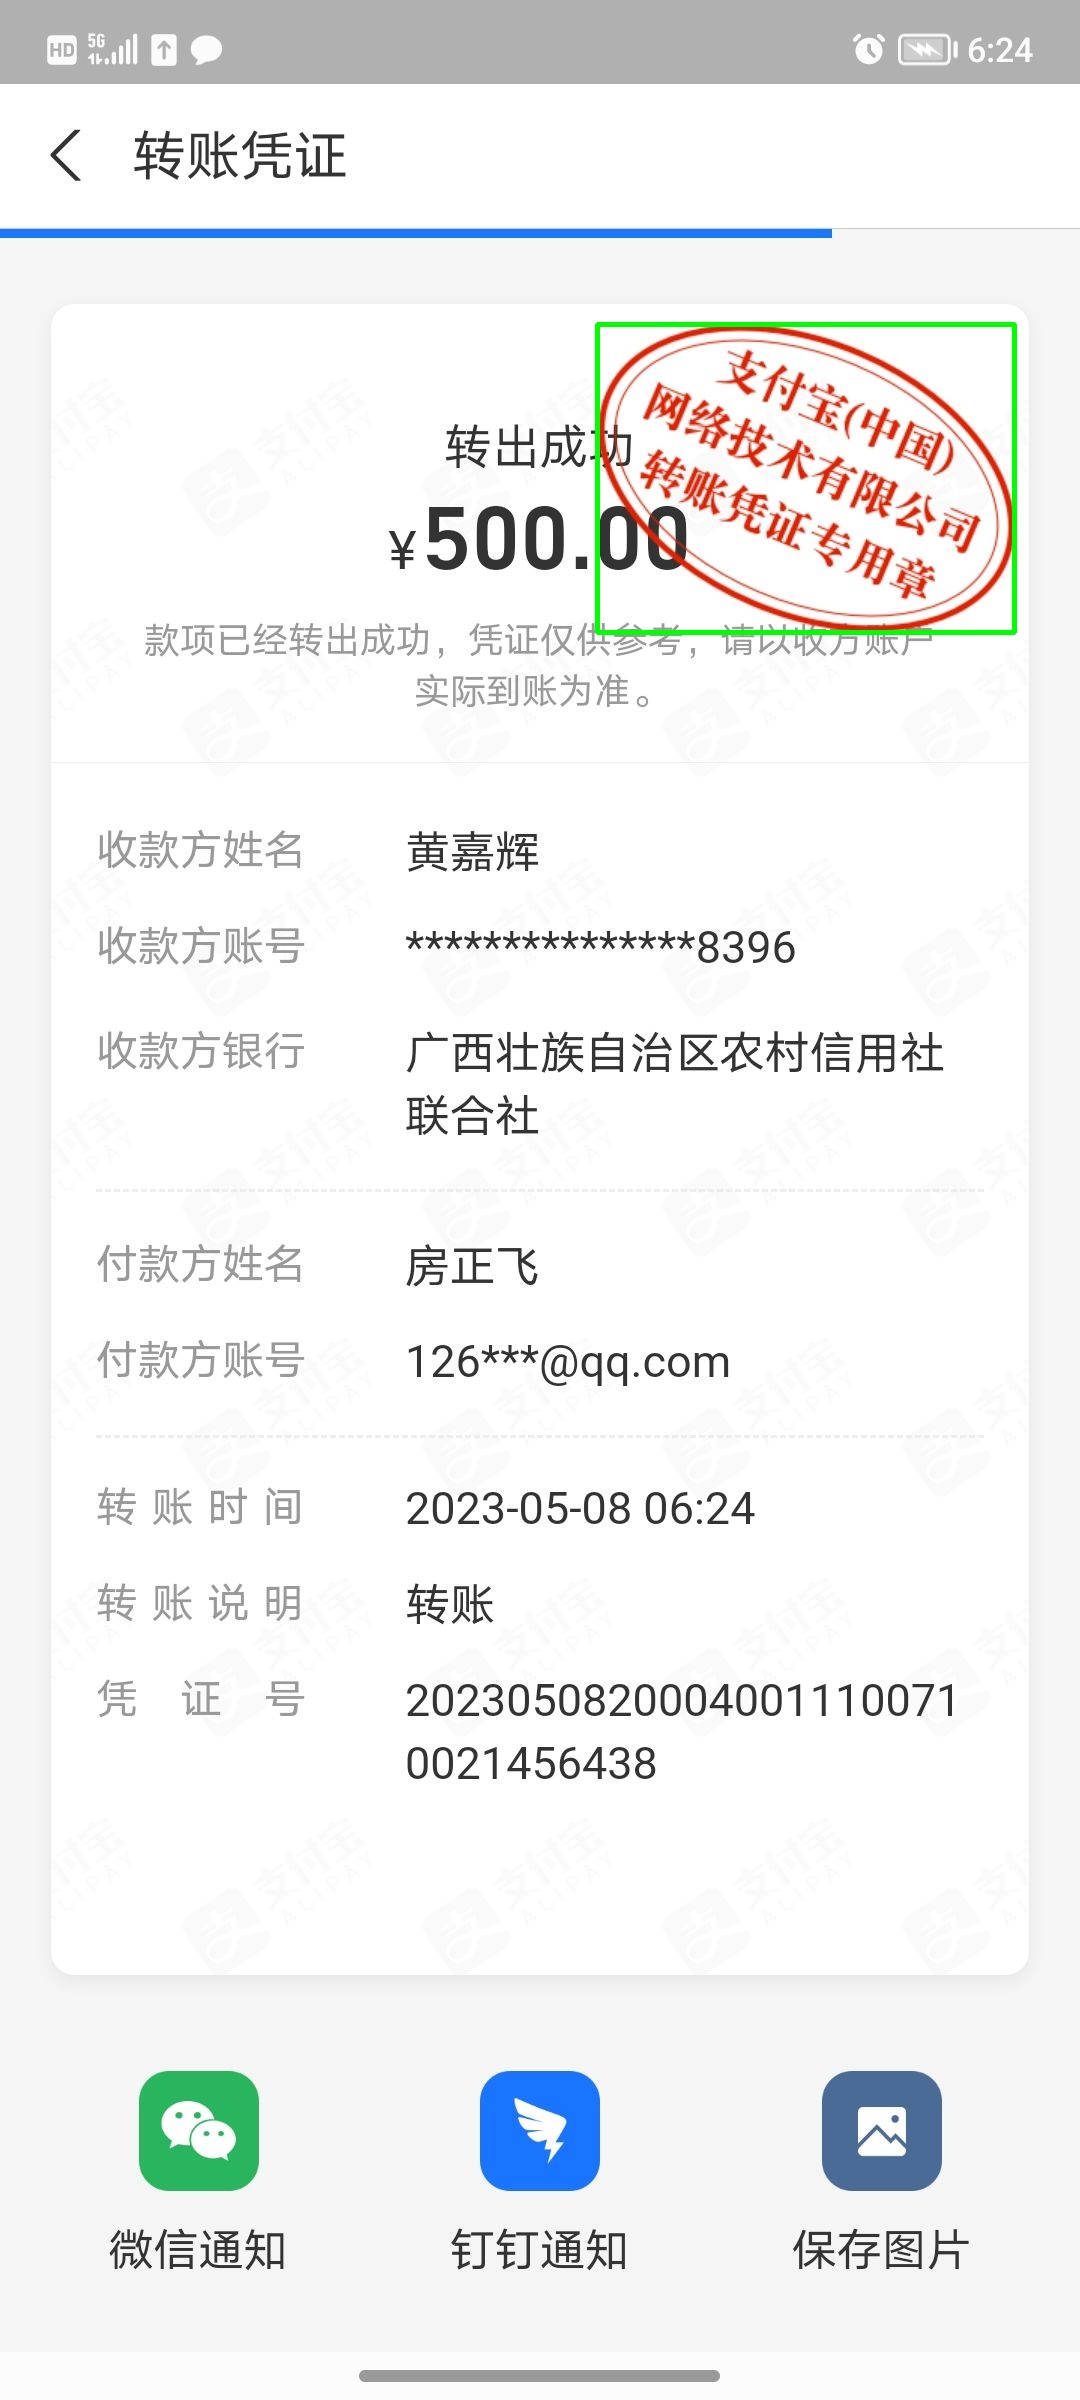 HD 5G 6:24
转账凭证
支付宝(中国)
网络技术有限公司
转账凭证专用章
转出成功
¥500.00
款项已经转出成功，凭证仅供参考，请以收方账户
实际到账为准。
收款方姓名 黄嘉辉
收款方账号 ***************8396
收款方银行 广西壮族自治区农村信用社
联合社
付款方姓名 房正飞
付款方账号 126***@qq.com
转账时间 2023-05-08 06:24
转账说明 转账
凭证号 2023050820004001110071
0021456438
微信通知 钉钉通知 保存图片